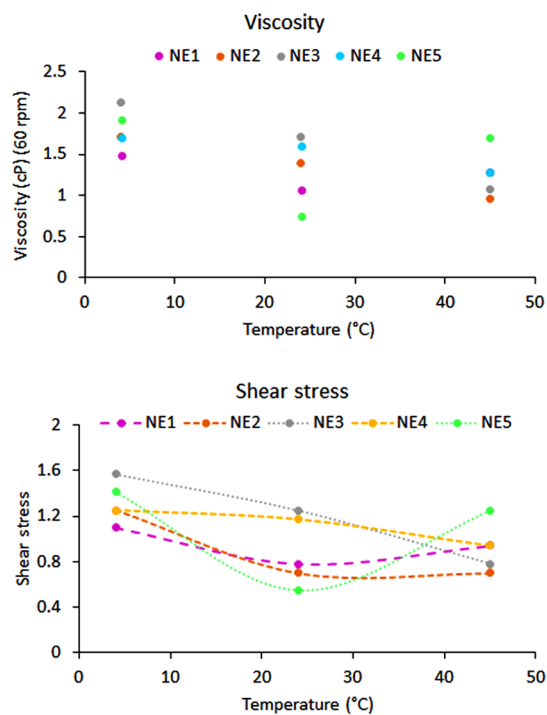 Viscosity
NE1 NE2 NE3 NE4 NE5
2.5
2
1.5
1
0.5
0
Viscosity (cP) (60 rpm)
0 10 20 30 40 50
Temperature (°C)
Shear stress
NE1 NE2 NE3 NE4 NE5
2
1.6
1.2
0.8
0.4
0
Shear stress
0 10 20 30 40 50
Temperature (°C)